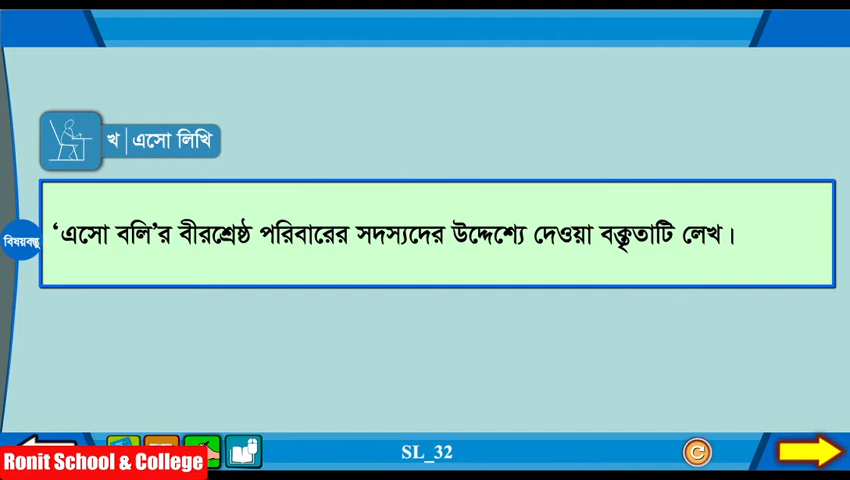 খ | এসো লিখি
‘এসো বলি’র বীরশ্রেষ্ঠ পরিবারের সদস্যদের উদ্দেশ্যে দেওয়া বক্তৃতাটি লেখ।
বিষয়বস্তু
SL_32
Ronit School & College